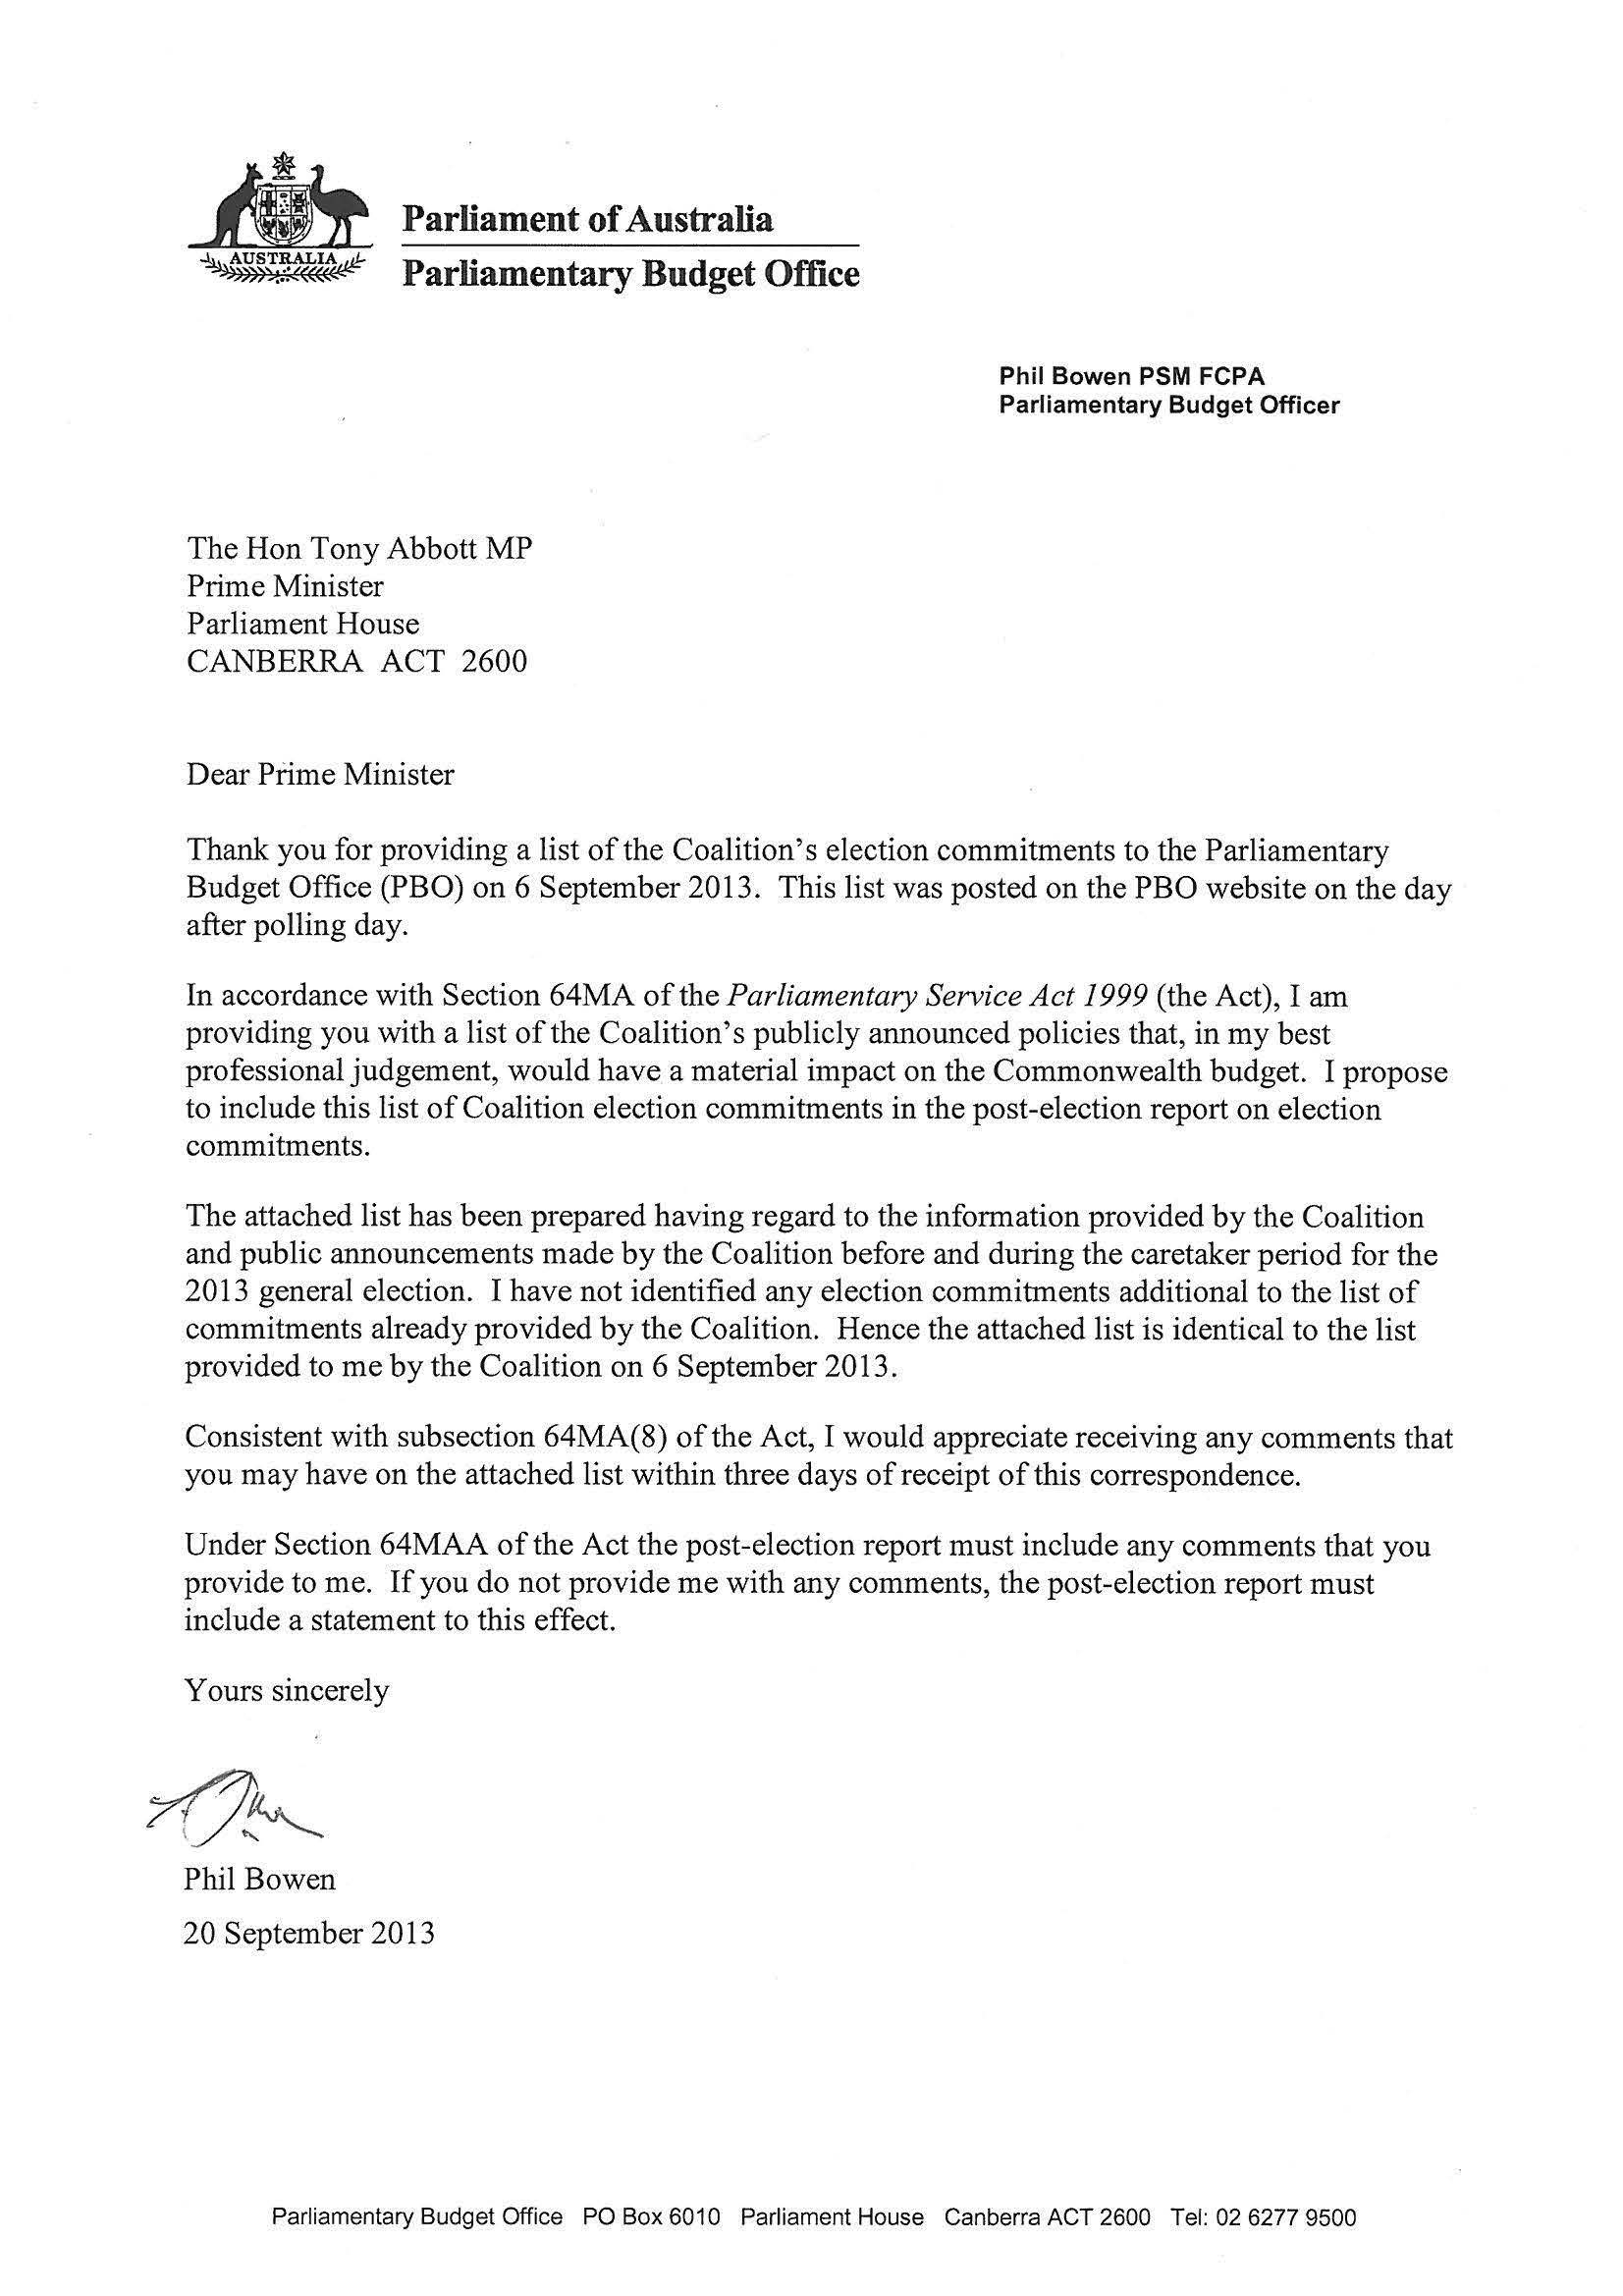 AUSTRALIA
Parliament of Australia
Parliamentary Budget Office
Phil Bowen PSM FCPA
Parliamentary Budget Officer
The Hon Tony Abbott MP
Prime Minister
Parliament House
CANBERRA ACT 2600
Dear Prime Minister
Thank you for providing a list of the Coalition's election commitments to the Parliamentary
Budget Office (PBO) on 6 September 2013. This list was posted on the PBO website on the day
after polling day.
In accordance with Section 64MA of the Parliamentary Service Act 1999 (the Act), I am
providing you with a list of the Coalition's publicly announced policies that, in my best
professional judgement, would have a material impact on the Commonwealth budget. I propose
to include this list of Coalition election commitments in the post-election report on election
commitments.
The attached list has been prepared having regard to the information provided by the Coalition
and public announcements made by the Coalition before and during the caretaker period for the
2013 general election. I have not identified any election commitments additional to the list of
commitments already provided by the Coalition. Hence the attached list is identical to the list
provided to me by the Coalition on 6 September 2013.
Consistent with subsection 64MA(8) of the Act, I would appreciate receiving any comments that
you may have on the attached list within three days of receipt of this correspondence.
Under Section 64MAA of the Act the post-election report must include any comments that you
provide to me. If you do not provide me with any comments, the post-election report must
include a statement to this effect.
Yours sincerely
Phil Bowen
20 September 2013
Parliamentary Budget Office PO Box 6010 Parliament House Canberra ACT 2600 Tel: 02 6277 9500